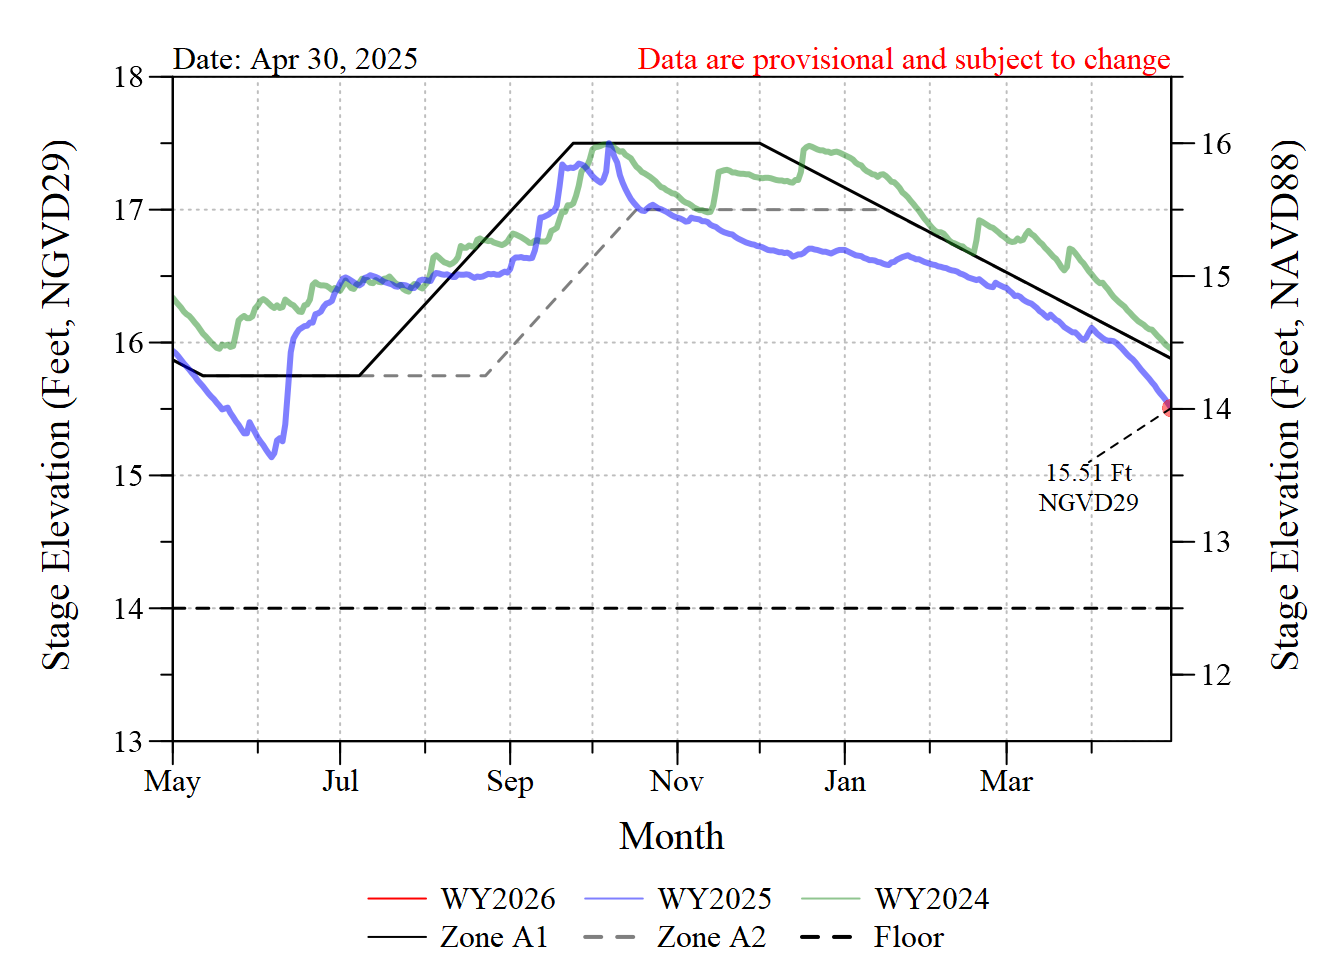 Date: Apr 30, 2025
Data are provisional and subject to change
18
17
16
15
14
13
Stage Elevation (Feet, NGVD29)
16
15
14
13
12
Stage Elevation (Feet, NAVD88)
15.51 Ft
NGVD29
May Jul Sep Nov Jan Mar
Month
WY2026 WY2025 WY2024
Zone A1 Zone A2 Floor